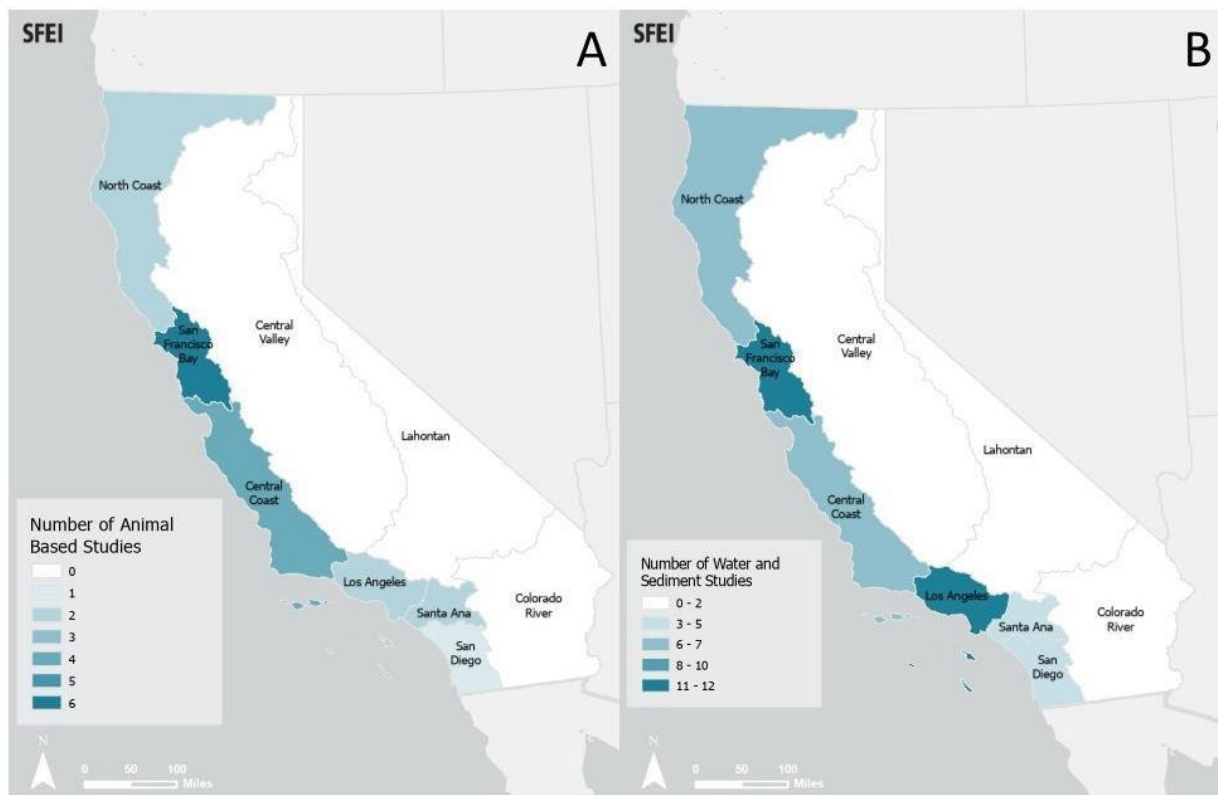 SFEI
A
North Coast
San
Francisco
Bay
Central
Valley
Lahontan
Central
Coast
Los Angeles
Santa Ana
San
Diego
Colorado
River
Number of Animal
Based Studies
0
1
2
3
4
5
6
N
0 50 100
Miles
SFEI
B
North Coast
San
Francisco
Bay
Central
Valley
Lahontan
Central
Coast
Los Angeles
Santa Ana
San
Diego
Colorado
River
Number of Water and
Sediment Studies
0 - 2
3 - 5
6 - 7
8 - 10
11 - 12
N
0 50 100
Miles